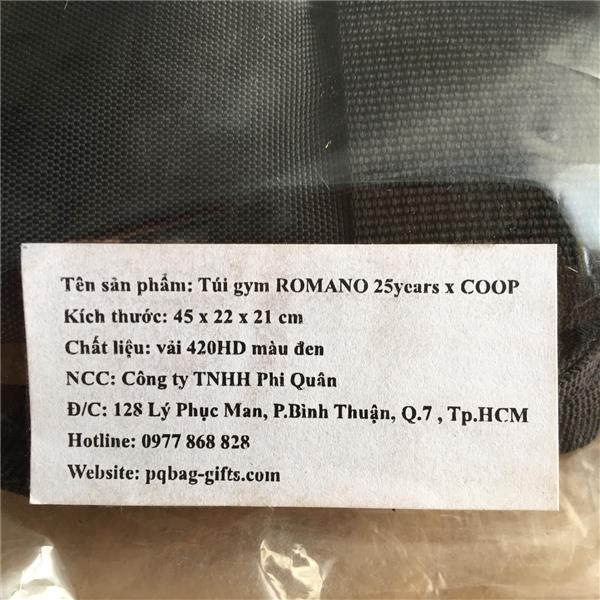 Tên sản phẩm: Túi gym ROMANO 25years x COOP
Kích thước: 45 x 22 x 21 cm
Chất liệu: vải 420HD màu đen
NCC: Công ty TNHH Phi Quân
Đ/C: 128 Lý Phục Man, P.Bình Thuận, Q.7 , Tp.HCM
Hotline: 0977 868 828
Website: pqbag-gifts.com